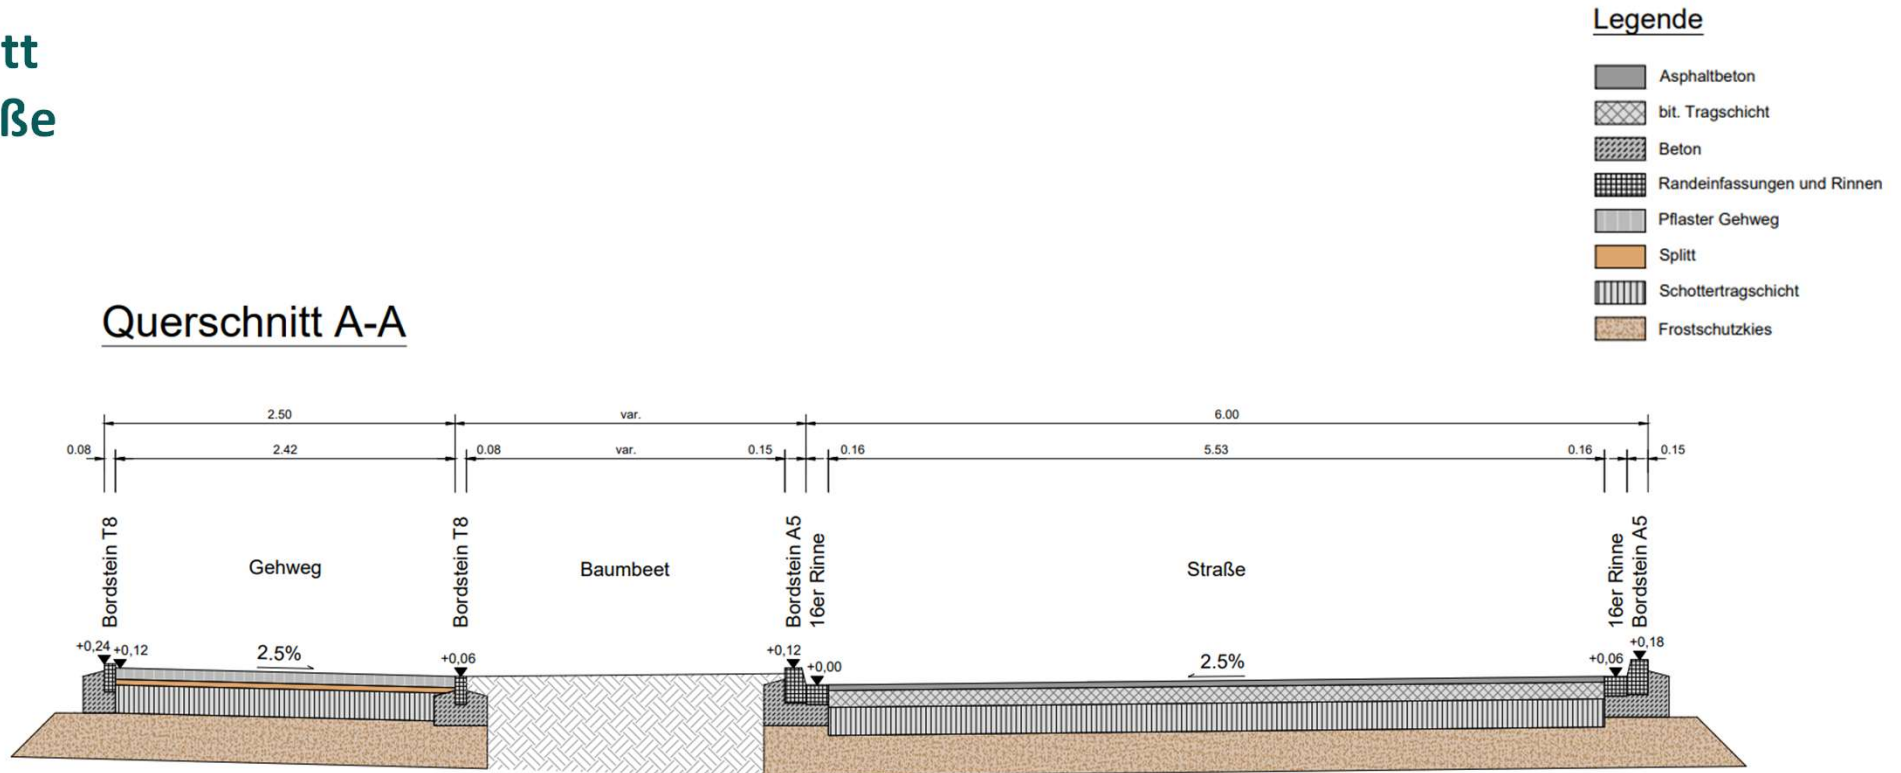 tt
ße
Legende
Asphaltbeton
bit. Tragschicht
Beton
Randeinfassungen und Rinnen
Pflaster Gehweg
Splitt
Schottertragschicht
Frostschutzkies
Querschnitt A-A
2.50 var. 6.00
0.08 2.42 0.08 var. 0.15 0.16 5.53 0.16 0.15
Bordstein T8
Gehweg
Bordstein T8
Baumbeet
Bordstein A5
16er Rinne
Straße
16er Rinne
Bordstein A5
+0,24 +0,12 2.5% +0,06 +0,12 +0,00 2.5% +0,06 +0,18